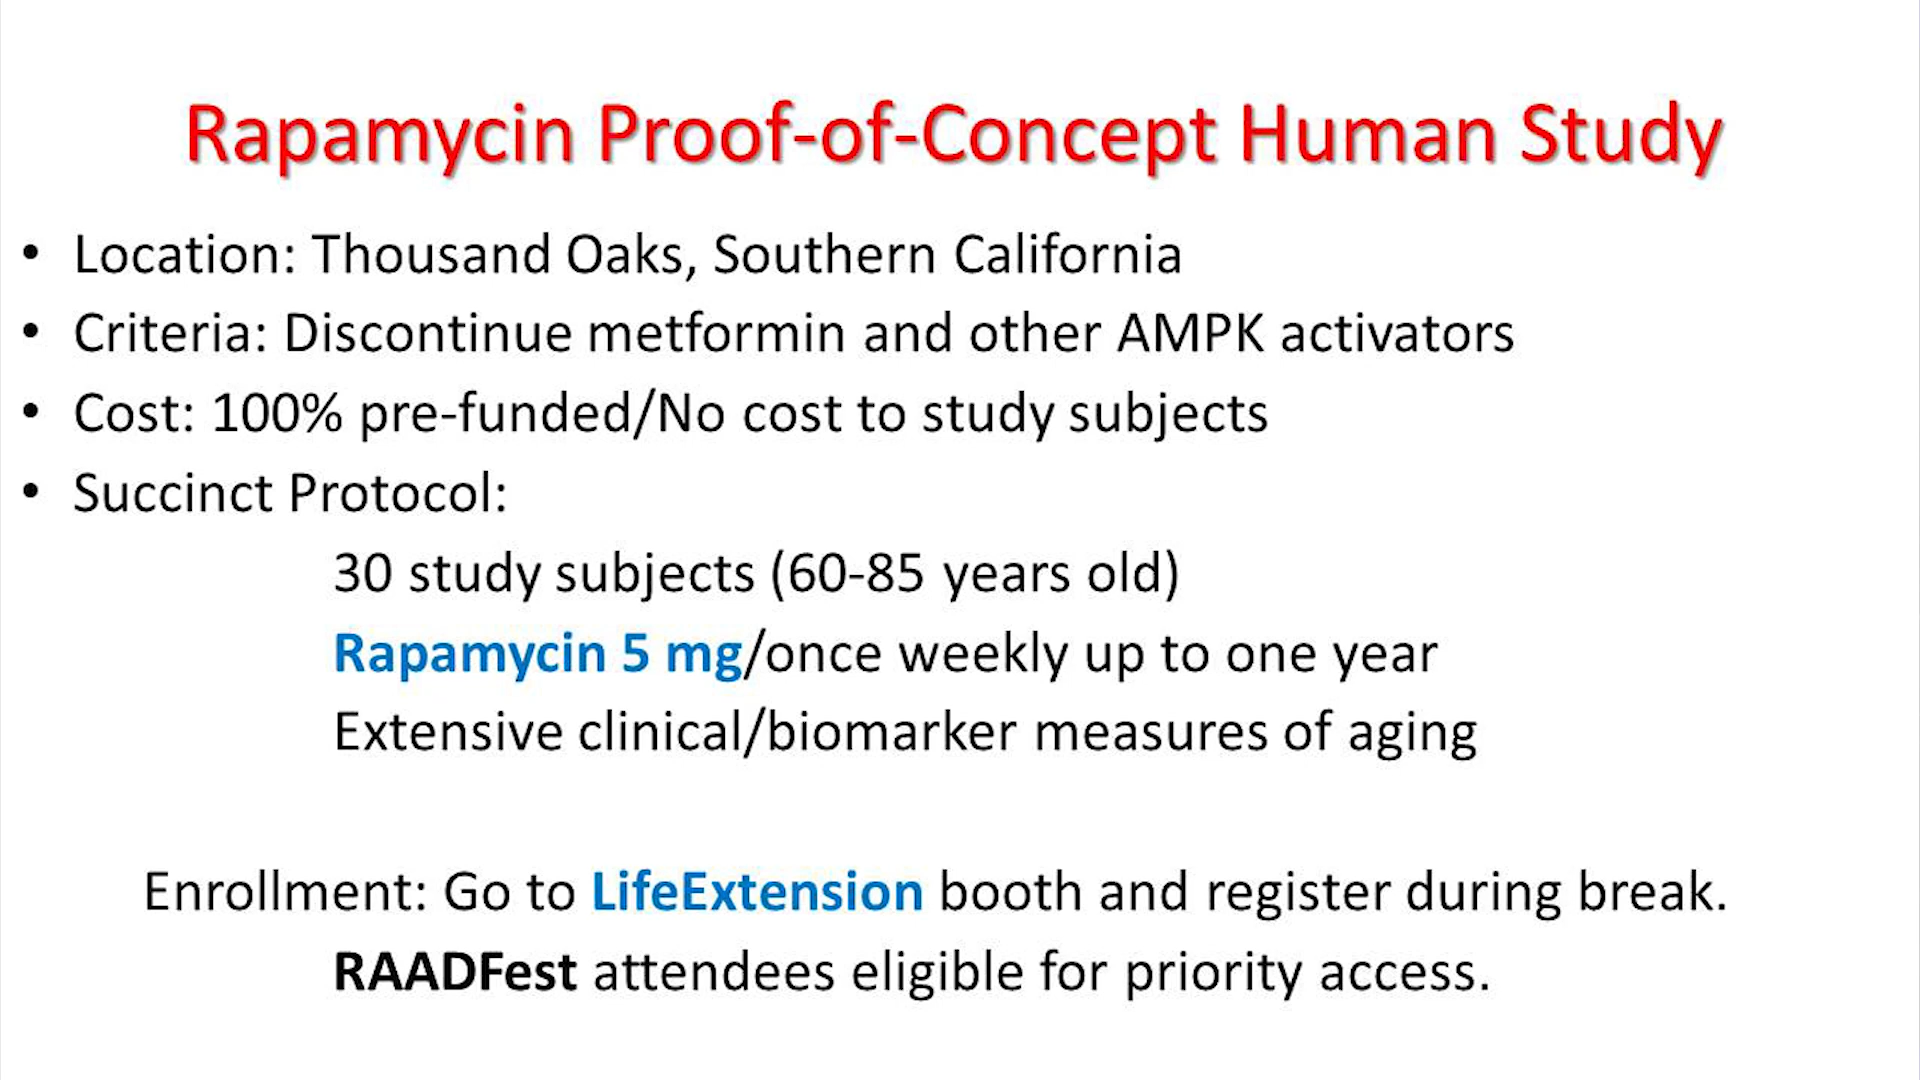 Rapamycin Proof-of-Concept Human Study
• Location: Thousand Oaks, Southern California
• Criteria: Discontinue metformin and other AMPK activators
• Cost: 100% pre-funded/No cost to study subjects
• Succinct Protocol:
30 study subjects (60-85 years old)
Rapamycin 5 mg/once weekly up to one year
Extensive clinical/biomarker measures of aging
Enrollment: Go to LifeExtension booth and register during break.
RAADFest attendees eligible for priority access.